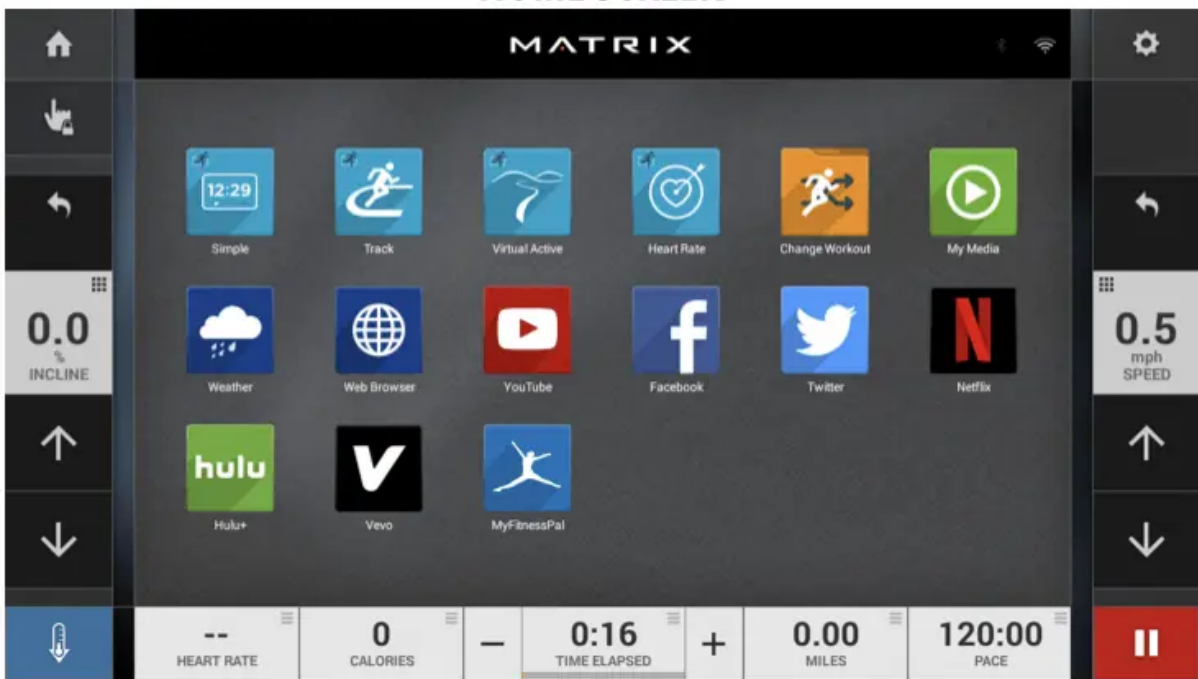 MATRIX
12:29
Simple
Track
Virtual Active
Heart Rate
Change Workout
My Media
0.0
%
INCLINE
0.5
mph
SPEED
Weather
Web Browser
YouTube
f
Facebook
Twitter
N
Netflix
hulu
Hulu+
V
Vevo
MyFitnessPal
--
HEART RATE
0
CALORIES
−
0:16
TIME ELAPSED
+
0.00
MILES
120:00
PACE